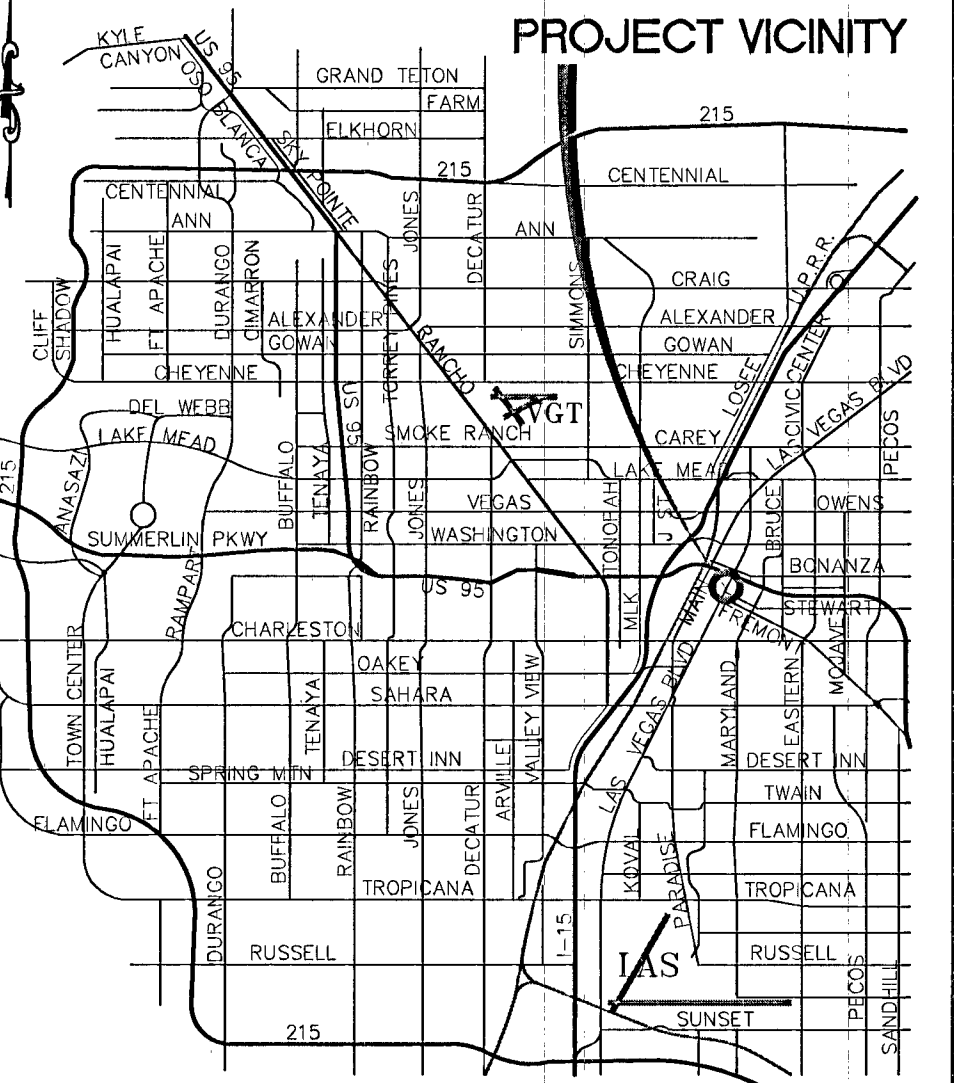 PROJECT VICINITY
KYLE
CANYON
US 95
OSO BLANCA
GRAND TETON
FARM
ELKHORN
SKY POINTE
215
215
CENTENNIAL
CENTENNIAL
ANN
ANN
JONES
DECATUR
HUALAPAI
FT APACHE
DURANGO
CIMARRON
CLIFF
SHADOW
TORREY PINES
SIMMONS
CRAIG
U.P.R.R.
ALEXANDER
ALEXANDER
GOWAN
GOWAN
CHEYENNE
CHEYENNE
RANCHO
LOSEE
CIVIC CENTER
LAS VEGAS BLVD
PECOS
DEL WEBB
US 95
VGT
LAKE MEAD
SMOKE RANCH
CAREY
LAKE MEAD
215
ANASAZI
BUFFALO
TENAYA
RAINBOW
JONES
VEGAS
TONOPAH
J ST
BRUCE
OWENS
WASHINGTON
SUMMERLIN PKWY
RAMPART
BONANZA
US 95
MLK
MAIN
STEWART
FREMONT
CHARLESTON
MOJAVE
OAKEY
SAHARA
TOWN CENTER
HUALAPAI
FT APACHE
TENAYA
VALLEY VIEW
ARVILLE
LAS VEGAS BLVD
MARYLAND
EASTERN
DESERT INN
DESERT INN
SPRING MTN
TWAIN
FLAMINGO
FLAMINGO
BUFFALO
RAINBOW
JONES
DECATUR
KOVAL
PARADISE
TROPICANA
TROPICANA
DURANGO
I-15
RUSSELL
RUSSELL
LAS
PECOS
SANDHILL
SUNSET
215